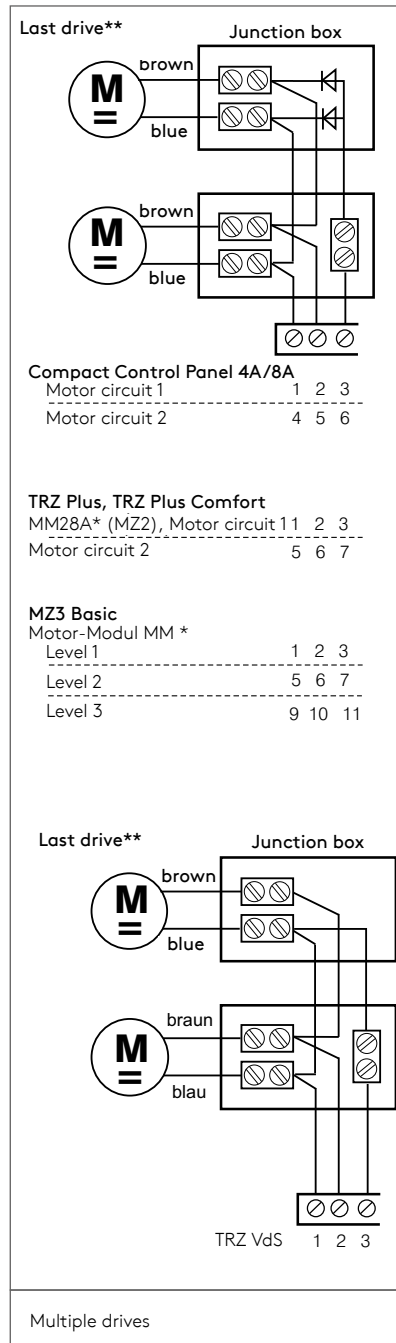 Last drive**
Junction box
brown
M
=
blue
brown
M
=
blue
Compact Control Panel 4A/8A
Motor circuit 1 1 2 3
Motor circuit 2 4 5 6
TRZ Plus, TRZ Plus Comfort
MM28A* (MZ2), Motor circuit 1 1 2 3
Motor circuit 2 5 6 7
MZ3 Basic
Motor-Modul MM *
Level 1 1 2 3
Level 2 5 6 7
Level 3 9 10 11
Last drive**
Junction box
brown
M
=
blue
braun
M
=
blau
TRZ VdS 1 2 3
Multiple drives